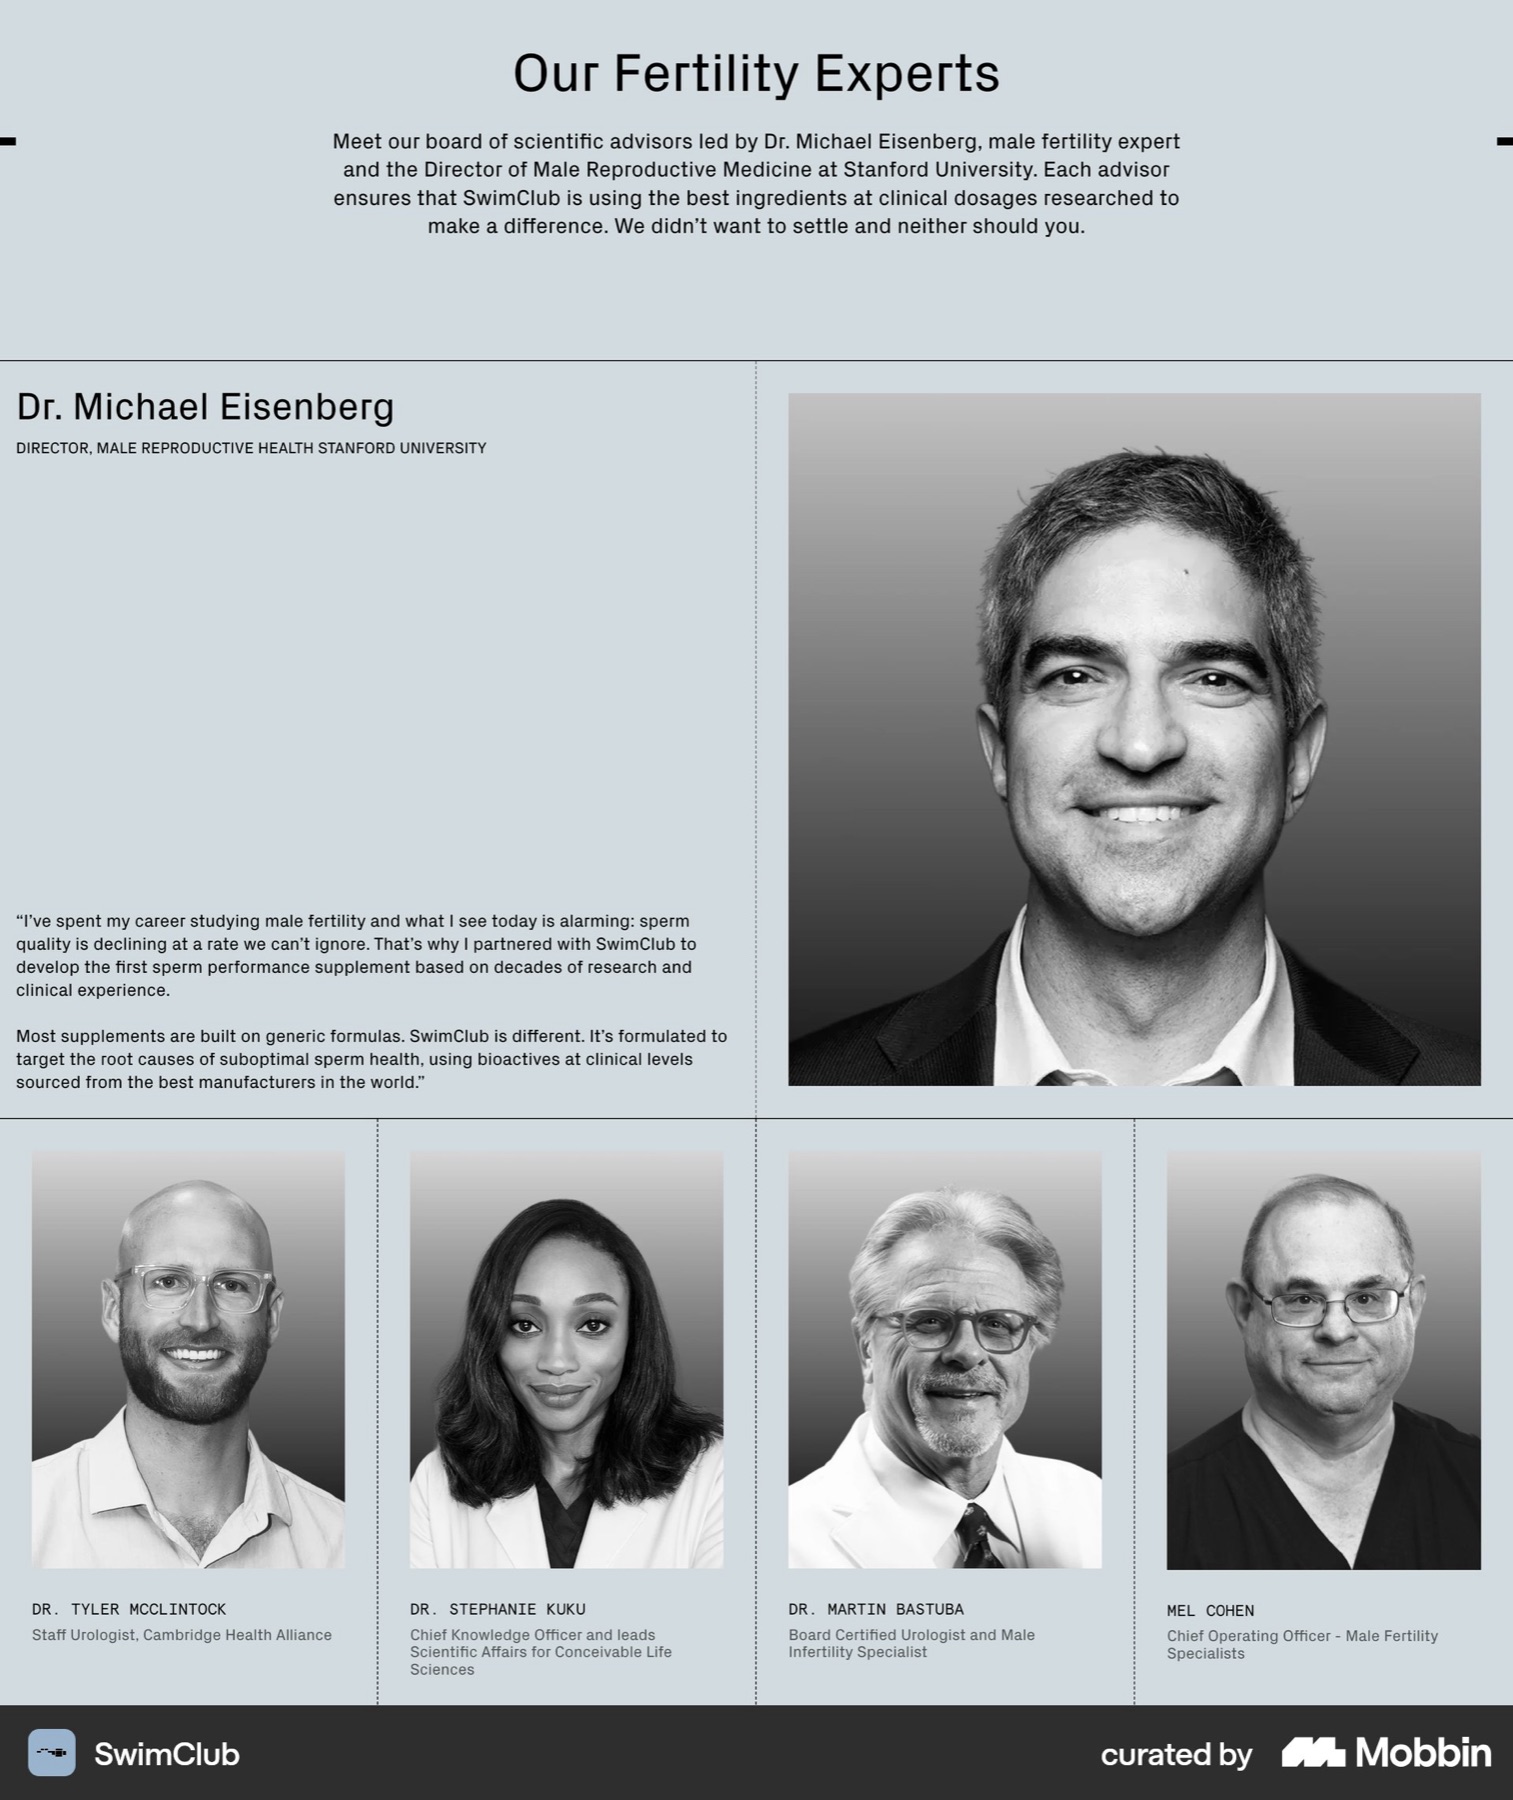 Our Fertility Experts
Meet our board of scientific advisors led by Dr. Michael Eisenberg, male fertility expert
and the Director of Male Reproductive Medicine at Stanford University. Each advisor
ensures that SwimClub is using the best ingredients at clinical dosages researched to
make a difference. We didn’t want to settle and neither should you.
Dr. Michael Eisenberg
DIRECTOR, MALE REPRODUCTIVE HEALTH STANFORD UNIVERSITY
“I’ve spent my career studying male fertility and what I see today is alarming: sperm
quality is declining at a rate we can’t ignore. That’s why I partnered with SwimClub to
develop the first sperm performance supplement based on decades of research and
clinical experience.
Most supplements are built on generic formulas. SwimClub is different. It’s formulated to
target the root causes of suboptimal sperm health, using bioactives at clinical levels
sourced from the best manufacturers in the world.”
DR. TYLER MCCLINTOCK
Staff Urologist, Cambridge Health Alliance
DR. STEPHANIE KUKU
Chief Knowledge Officer and leads
Scientific Affairs for Conceivable Life
Sciences
DR. MARTIN BASTUBA
Board Certified Urologist and Male
Infertility Specialist
MEL COHEN
Chief Operating Officer - Male Fertility
Specialists
SwimClub
curated by Mobbin